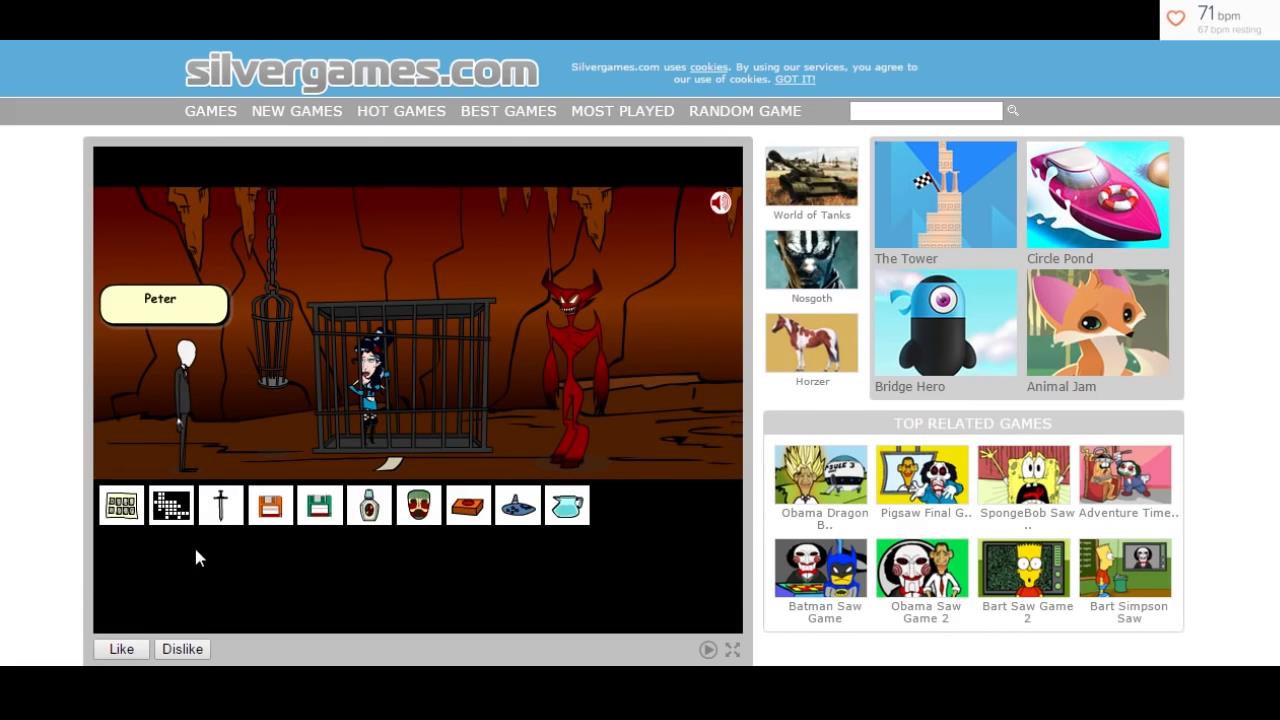 71 bpm
67 bpm resting
silvergames.com
Silvergames.com uses cookies. By using our services, you agree to
our use of cookies. GOT IT!
GAMES NEW GAMES HOT GAMES BEST GAMES MOST PLAYED RANDOM GAME
Peter
World of Tanks
Nosgoth
Horzer
The Tower
Circle Pond
Bridge Hero
Animal Jam
TOP RELATED GAMES
Obama Dragon
B..
Pigsaw Final G..
SpongeBob Saw
..
Adventure Time..
Batman Saw
Game
Obama Saw
Game 2
Bart Saw Game
2
Bart Simpson
Saw
Like Dislike